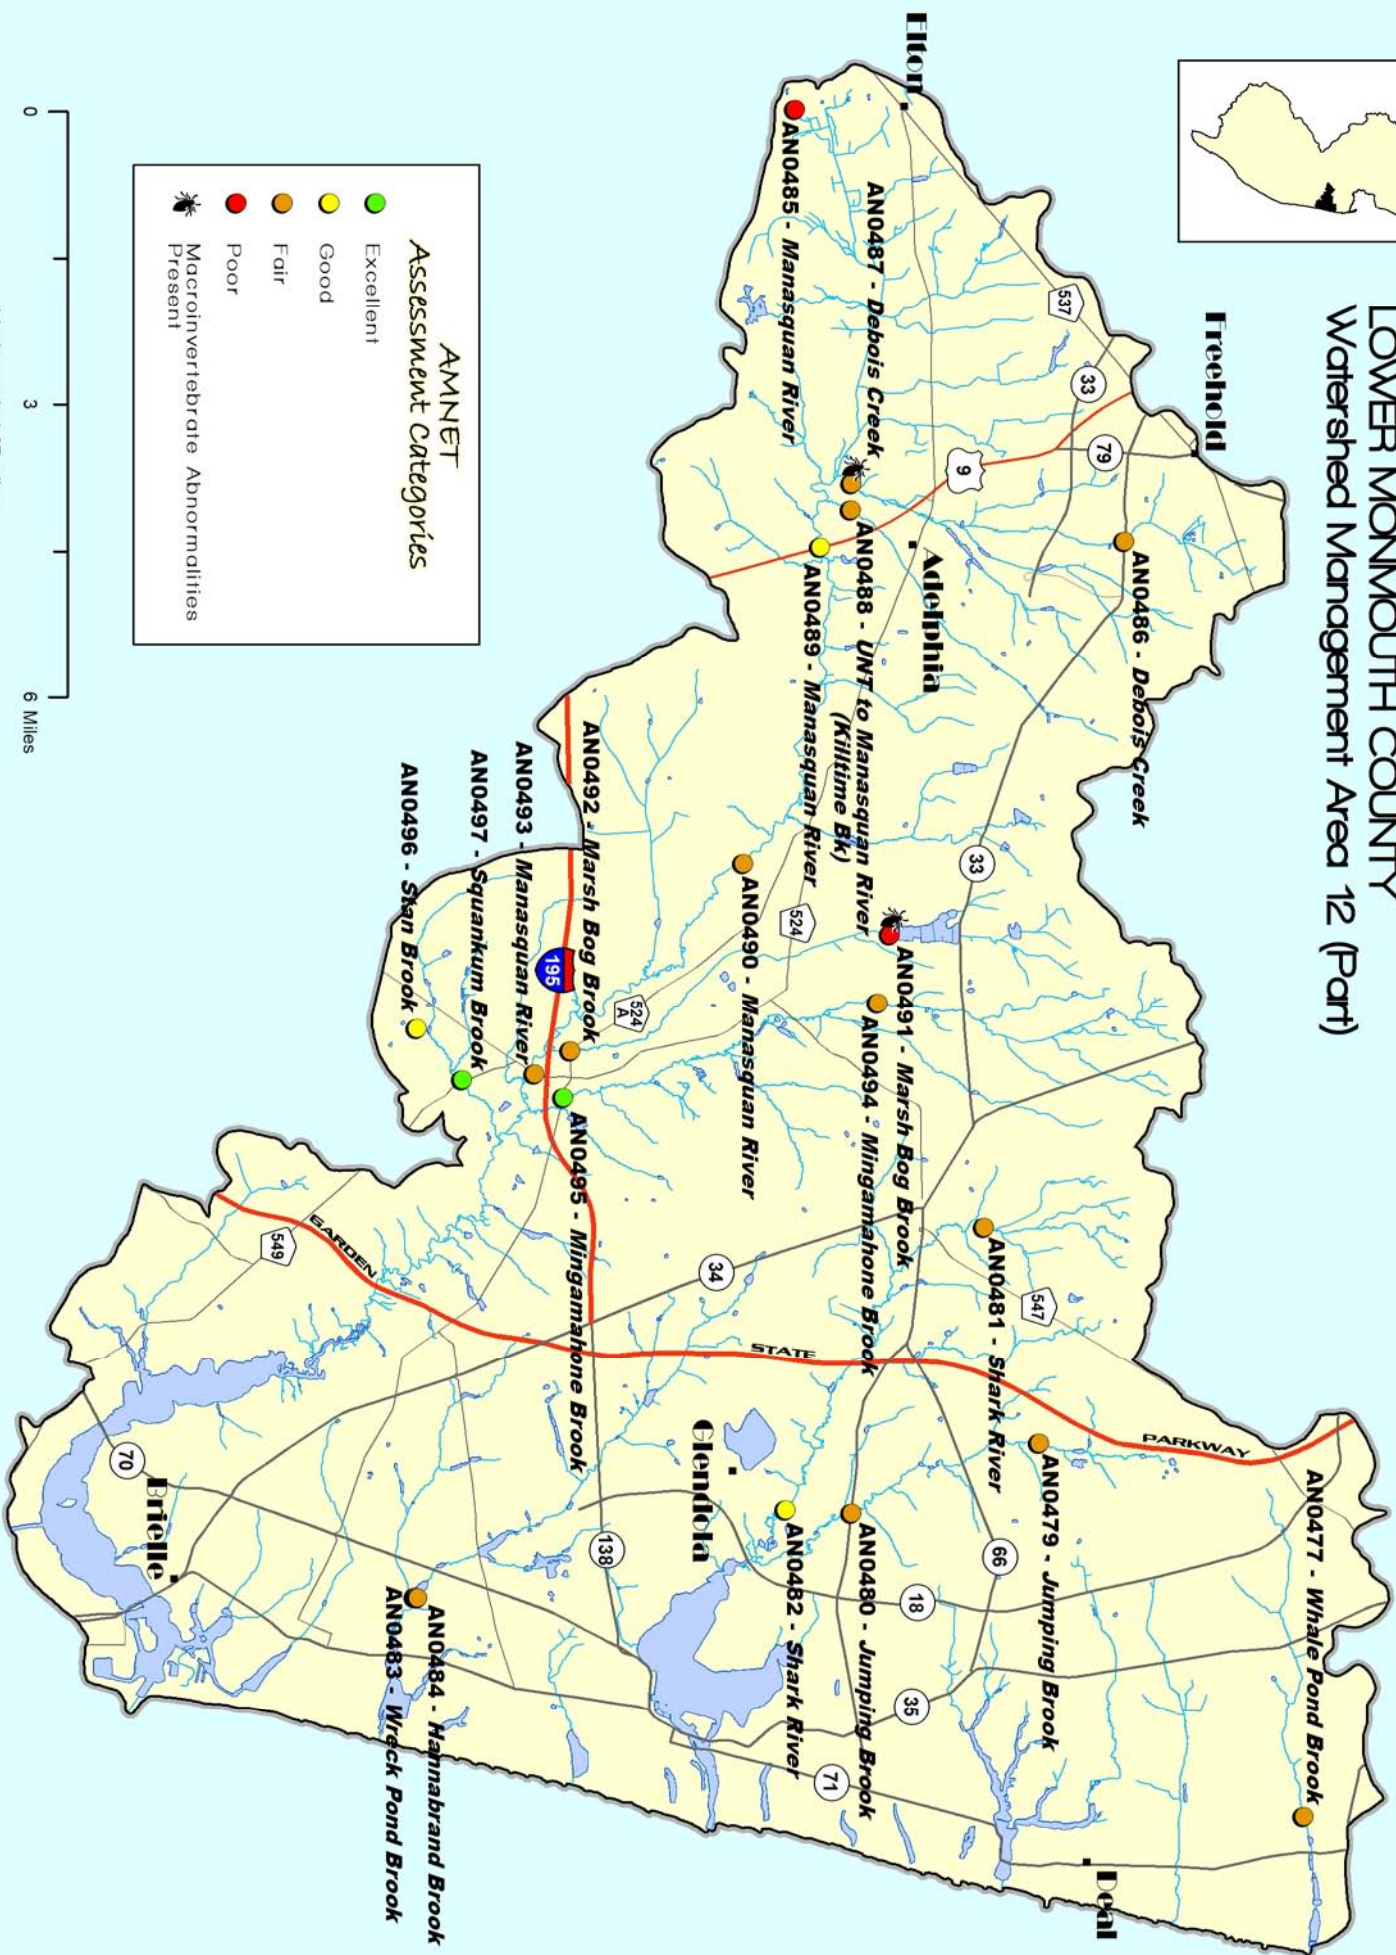 LOWER MONMOUTH COUNTY
Watershed Management Area 12 (Part)
Freehold
Elton
Adelphia
Glendola
Brielle
Deal
AN0477 - Whale Pond Brook
AN0479 - Jumping Brook
AN0480 - Jumping Brook
AN0481 - Shark River
AN0482 - Shark River
AN0483 - Wreck Pond Brook
AN0484 - Hannabrand Brook
AN0485 - Manasquan River
AN0486 - Debois Creek
AN0487 - Debois Creek
AN0488 - UNT to Manasquan River
(Killtime Bk)
AN0489 - Manasquan River
AN0490 - Manasquan River
AN0491 - Marsh Bog Brook
AN0494 - Mingamahone Brook
AN0492 - Marsh Bog Brook
AN0493 - Manasquan River
AN0497 - Squankum Brook
AN0496 - Stan Brook
AN0495 - Mingamahone Brook
537
33
79
9
33
524
524
A
195
547
34
549
GARDEN
STATE
PARKWAY
66
18
35
71
138
70
AMNET
Assessment Categories
Excellent
Good
Fair
Poor
Macroinvertebrate Abnormalities
Present
0
3
6 Miles